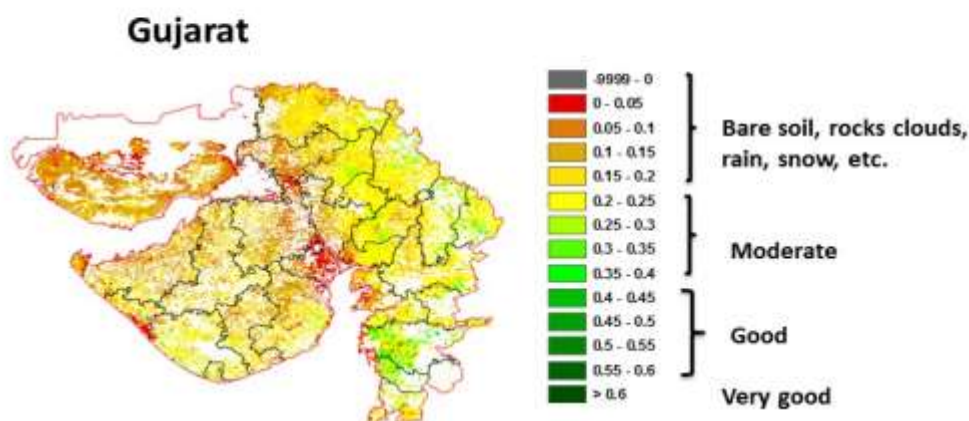 Gujarat
-9999 - 0
0 - 0.05
0.05 - 0.1
0.1 - 0.15
0.15 - 0.2
0.2 - 0.25
0.25 - 0.3
0.3 - 0.35
0.35 - 0.4
0.4 - 0.45
0.45 - 0.5
0.5 - 0.55
0.55 - 0.6
> 0.6
Bare soil, rocks clouds,
rain, snow, etc.
Moderate
Good
Very good